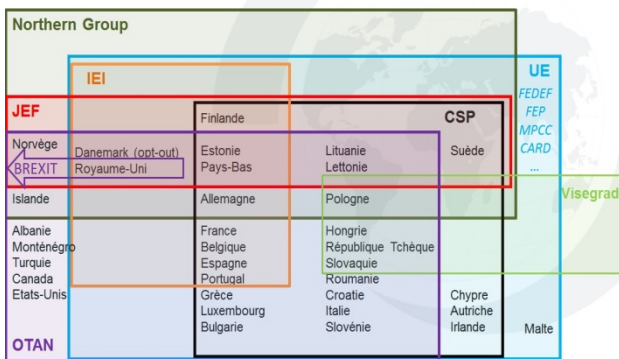 Northern Group
IEI
UE
FEDEF
FEP
MPCC
CARD
...
JEF
CSP
Finlande
Norvège
BREXIT
Danemark (opt-out)
Royaume-Uni
Estonie
Pays-Bas
Lituanie
Lettonie
Suède
Islande
Allemagne
Pologne
Visegrad
Albanie
Monténégro
Turquie
Canada
Etats-Unis
France
Belgique
Espagne
Portugal
Grèce
Luxembourg
Bulgarie
Hongrie
République Tchèque
Slovaquie
Roumanie
Croatie
Italie
Slovénie
Chypre
Autriche
Irlande
Malte
OTAN